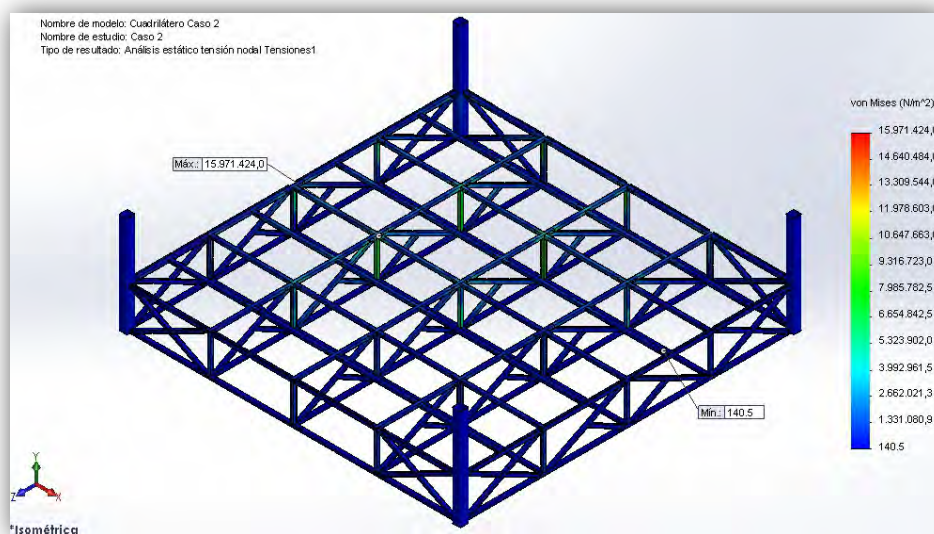 Nombre de modelo: Cuadrilátero Caso 2
Nombre de estudio: Caso 2
Tipo de resultado: Análisis estático tensión nodal Tensiones1
von Mises (N/m^2)
15.971.424,0
14.640.484,0
13.309.544,0
11.978.603,0
10.647.663,0
9.316.723,0
7.985.782,5
6.654.842,5
5.323.902,0
3.992.961,5
2.662.021,3
1.331.080,9
140.5
Máx.: 15.971.424,0
Mín.: 140.5
Y
Z
X
*Isométrica